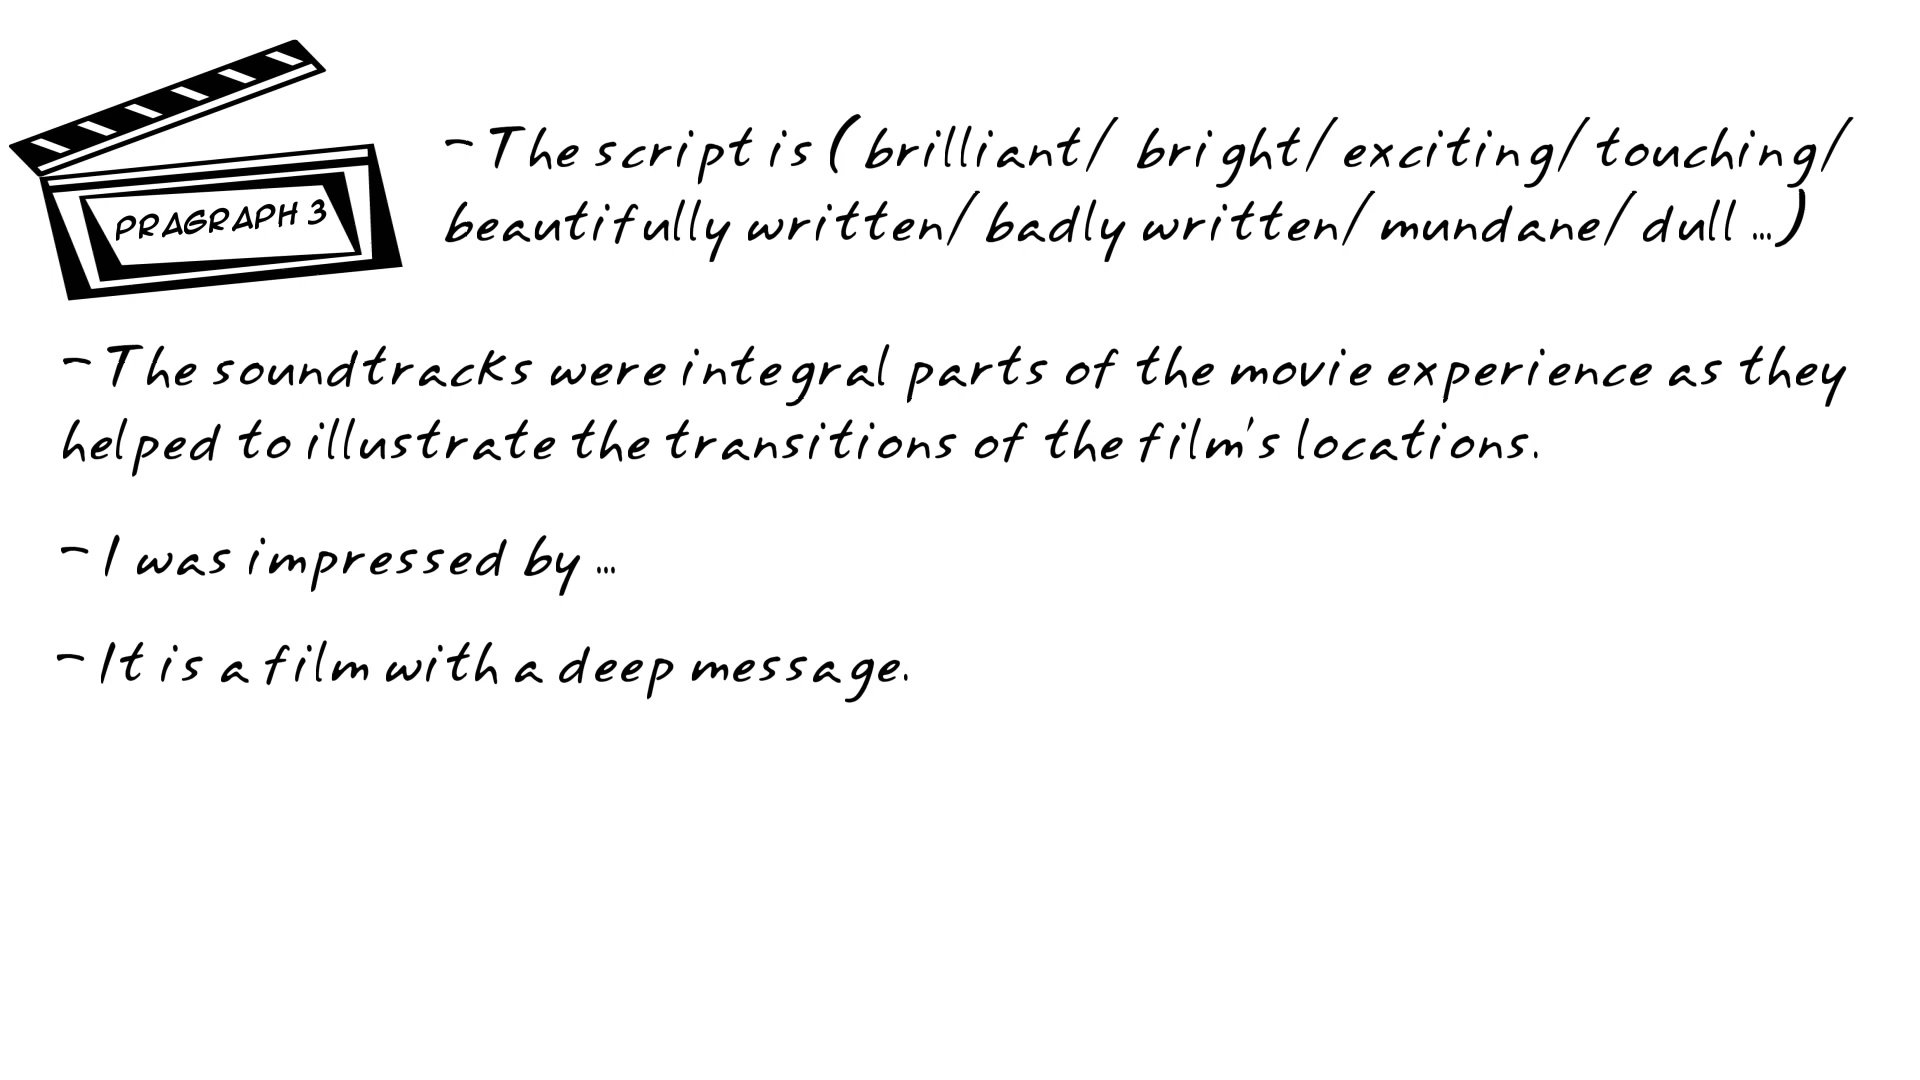 PRAGRAPH 3
- The script is ( brilliant/ bright/ exciting/ touching/
beautifully written/ badly written/ mundane/ dull ...)
- The soundtracks were integral parts of the movie experience as they
helped to illustrate the transitions of the film's locations.
- I was impressed by ...
- It is a film with a deep message.